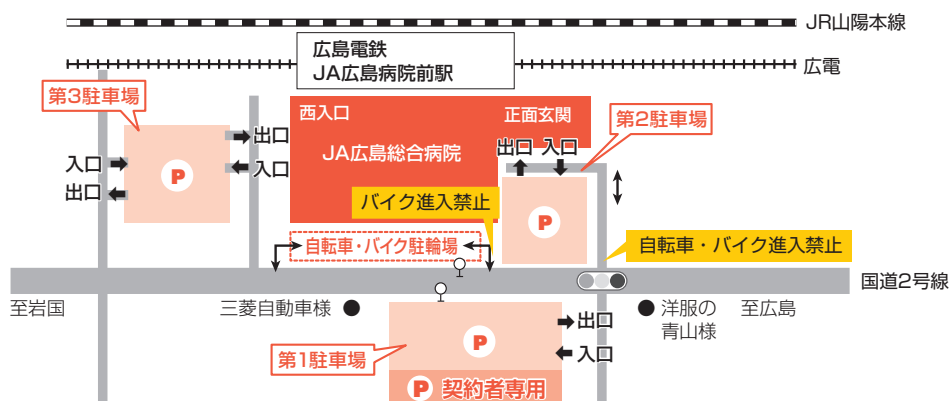 JR山陽本線
広島電鉄
JA広島病院前駅
広電
第3駐車場
西入口
正面玄関
第2駐車場
出口
入口
JA広島総合病院
出口
入口
入口
出口
P
バイク進入禁止
P
自転車・バイク駐輪場
自転車・バイク進入禁止
国道2号線
至岩国
三菱自動車様
洋服の
青山様
至広島
出口
入口
P
第1駐車場
P 契約者専用